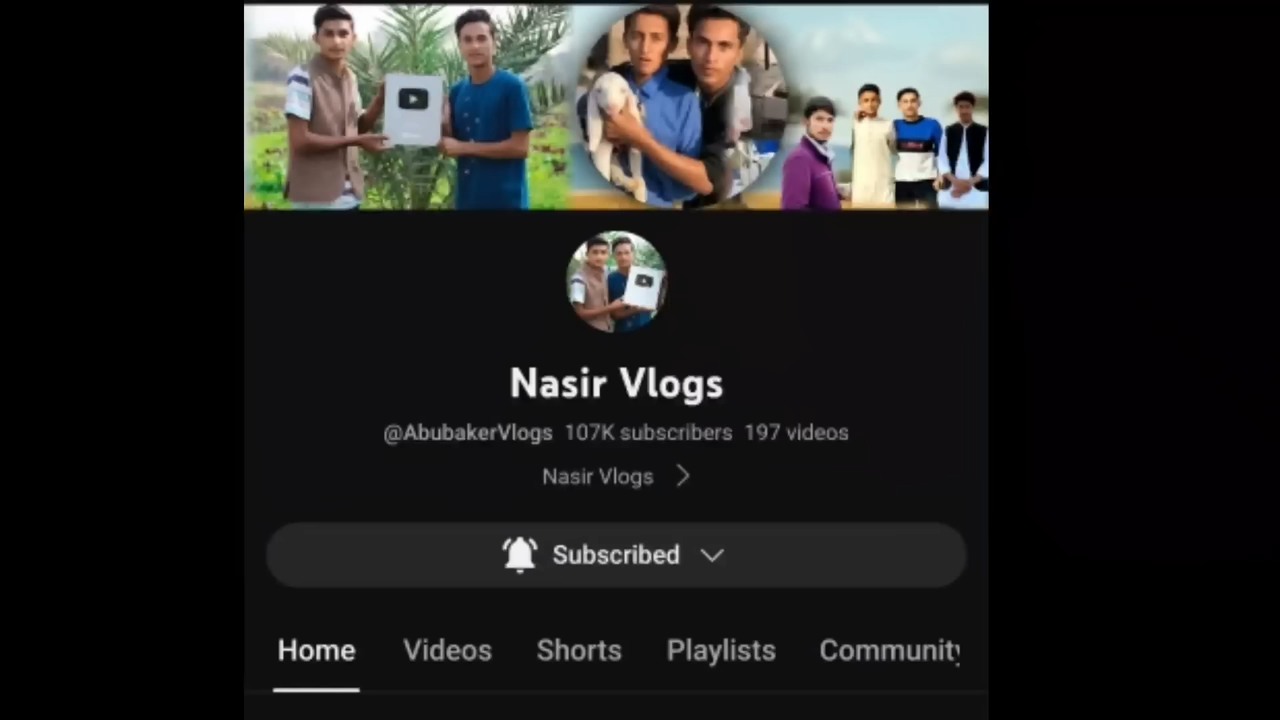 Nasir Vlogs
@AbubakerVlogs 107K subscribers 197 videos
Nasir Vlogs
Subscribed
Home Videos Shorts Playlists Community